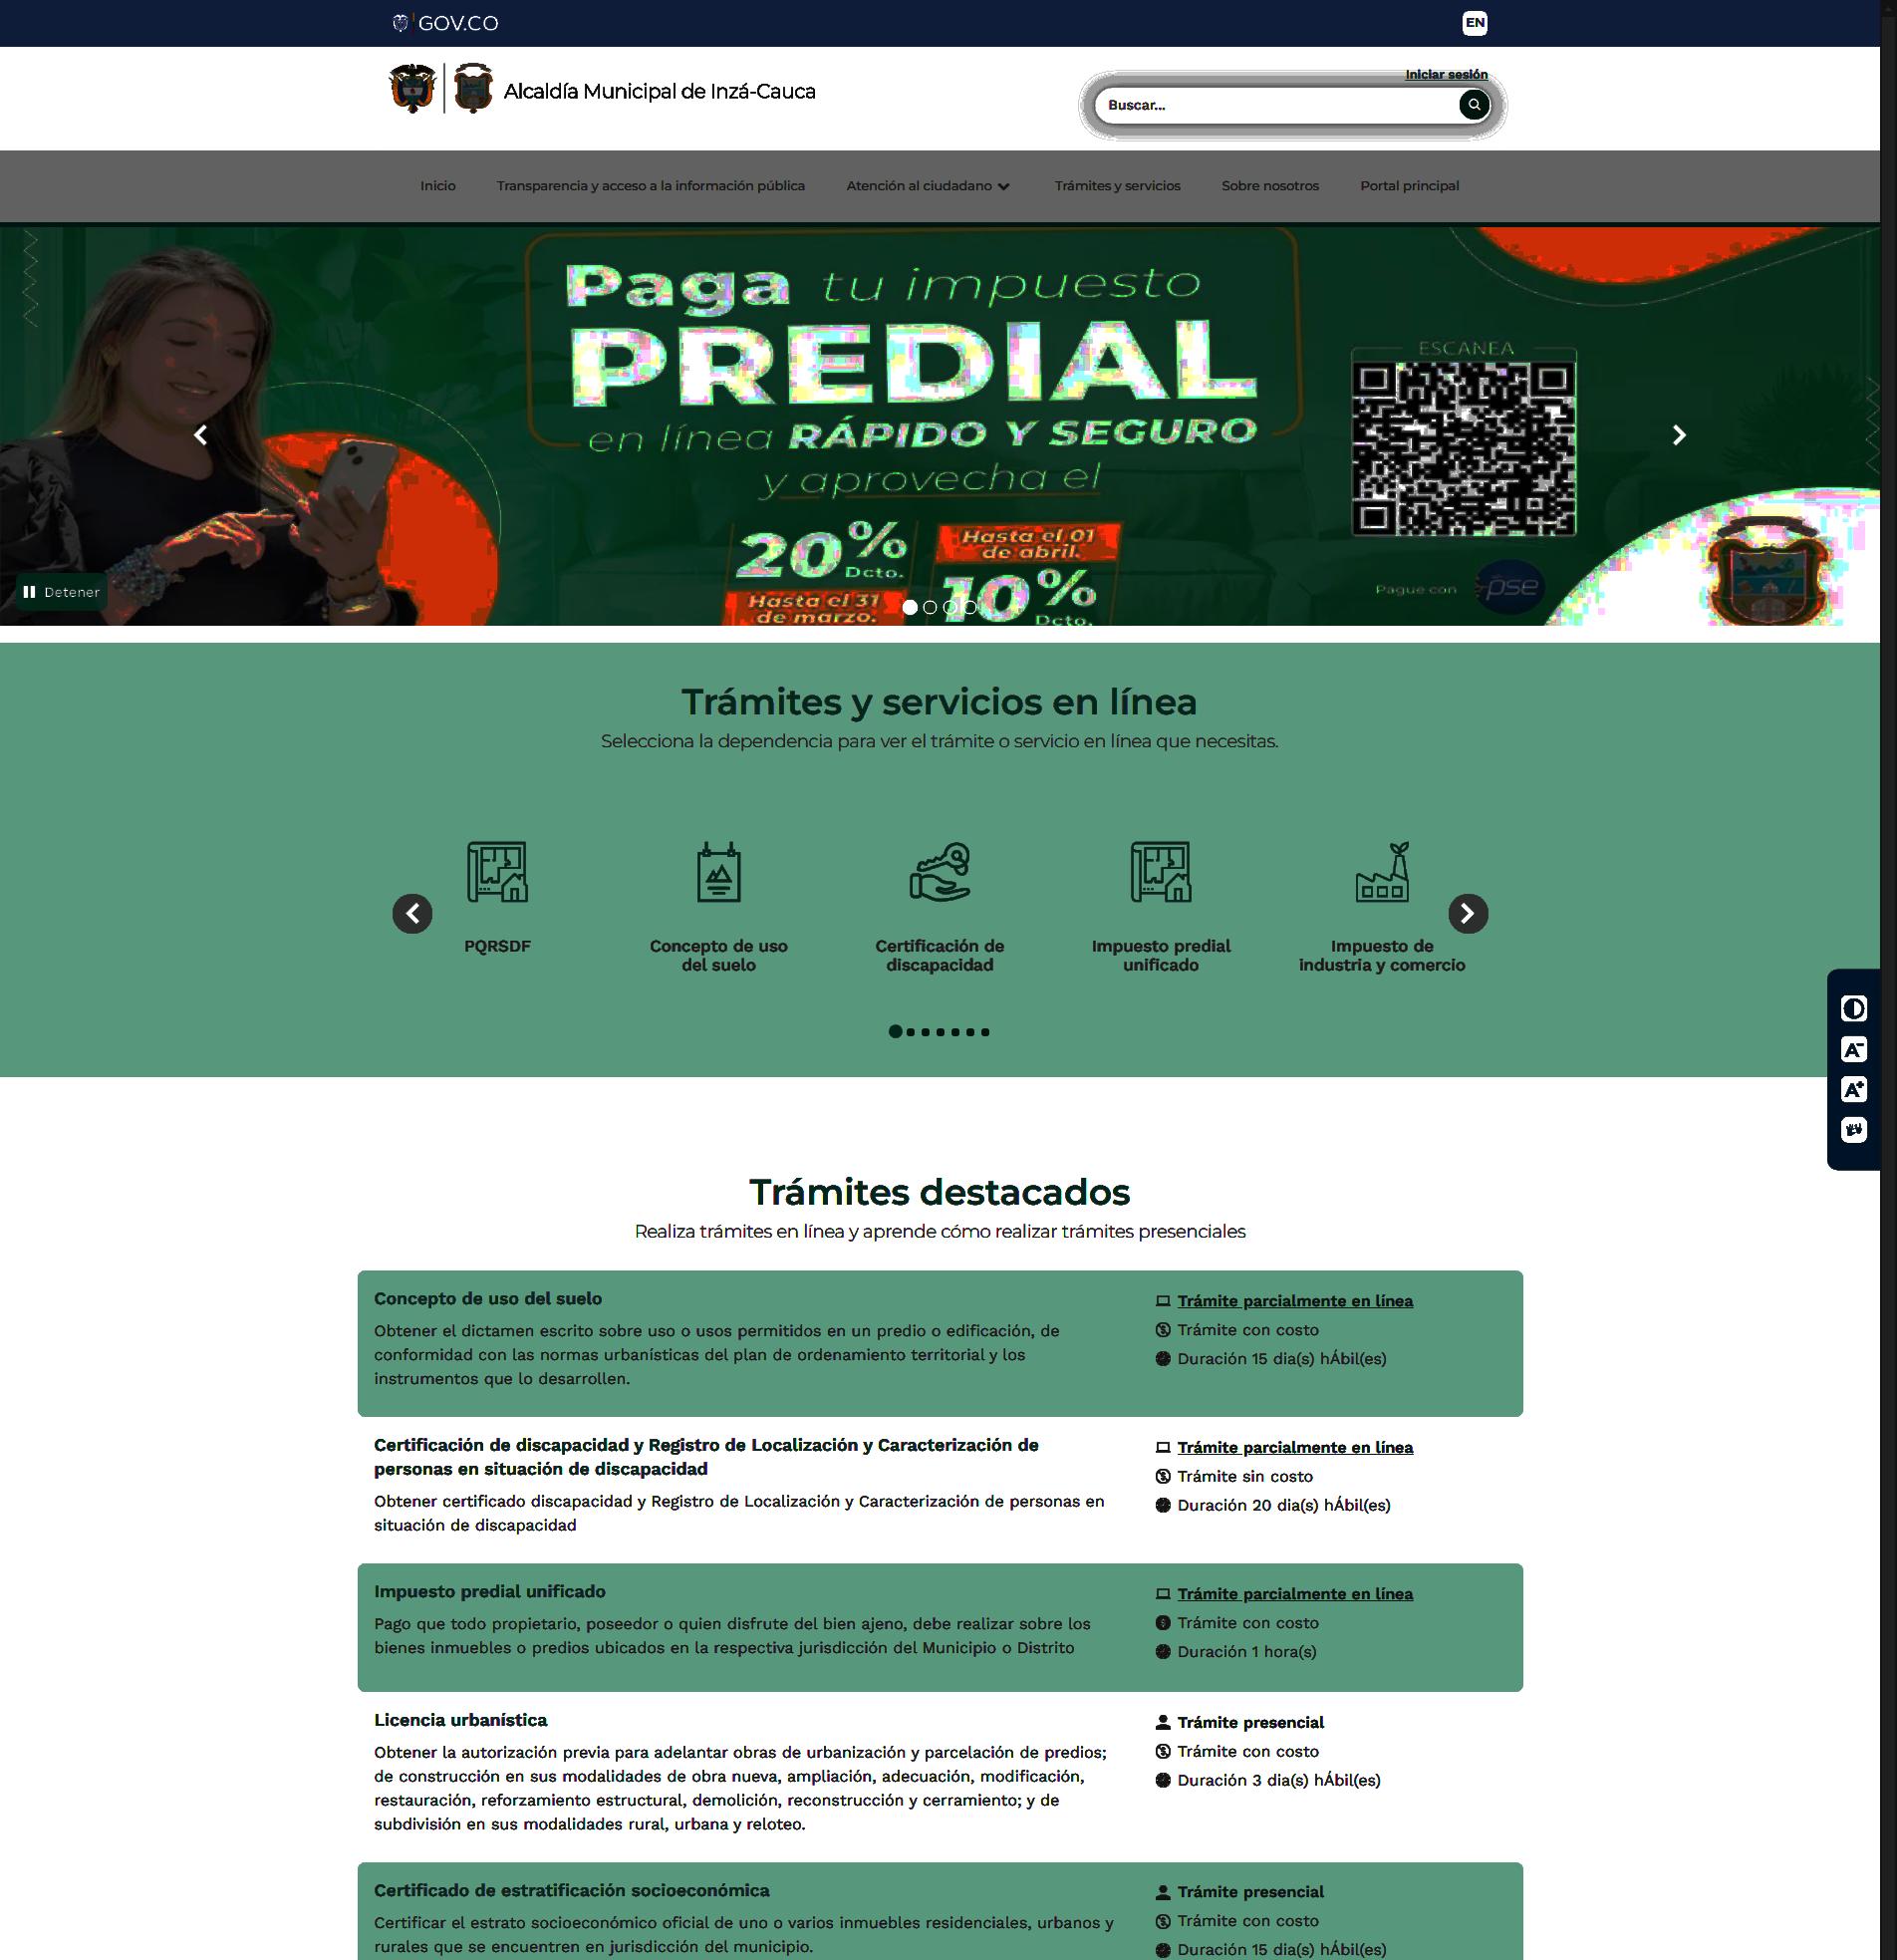 GOV.CO
EN
Alcaldía Municipal de Inzá-Cauca
Iniciar sesión
Buscar...
Inicio
Transparencia y acceso a la información pública
Atención al ciudadano
Trámites y servicios
Sobre nosotros
Portal principal
Paga tu impuesto
PREDIAL
en línea RÁPIDO Y SEGURO
y aprovecha el
20% Dcto.
Hasta el 31
de marzo.
Hasta el 01
de abril.
10% Dcto.
ESCANEA
Pague con pse
Detener
Trámites y servicios en línea
Selecciona la dependencia para ver el trámite o servicio en línea que necesitas.
PQRSDF
Concepto de uso
del suelo
Certificación de
discapacidad
Impuesto predial
unificado
Impuesto de
industria y comercio
A-
A+
Trámites destacados
Realiza trámites en línea y aprende cómo realizar trámites presenciales
Concepto de uso del suelo
Obtener el dictamen escrito sobre uso o usos permitidos en un predio o edificación, de
conformidad con las normas urbanísticas del plan de ordenamiento territorial y los
instrumentos que lo desarrollen.
Trámite parcialmente en línea
Trámite con costo
Duración 15 dia(s) hÁbil(es)
Certificación de discapacidad y Registro de Localización y Caracterización de
personas en situación de discapacidad
Obtener certificado discapacidad y Registro de Localización y Caracterización de personas en
situación de discapacidad
Trámite parcialmente en línea
Trámite sin costo
Duración 20 dia(s) hÁbil(es)
Impuesto predial unificado
Pago que todo propietario, poseedor o quien disfrute del bien ajeno, debe realizar sobre los
bienes inmuebles o predios ubicados en la respectiva jurisdicción del Municipio o Distrito
Trámite parcialmente en línea
Trámite con costo
Duración 1 hora(s)
Licencia urbanística
Obtener la autorización previa para adelantar obras de urbanización y parcelación de predios;
de construcción en sus modalidades de obra nueva, ampliación, adecuación, modificación,
restauración, reforzamiento estructural, demolición, reconstrucción y cerramiento; y de
subdivisión en sus modalidades rural, urbana y reloteo.
Trámite presencial
Trámite con costo
Duración 3 dia(s) hÁbil(es)
Certificado de estratificación socioeconómica
Certificar el estrato socioeconómico oficial de uno o varios inmuebles residenciales, urbanos y
rurales que se encuentren en jurisdicción del municipio.
Trámite presencial
Trámite con costo
Duración 15 dia(s) hÁbil(es)